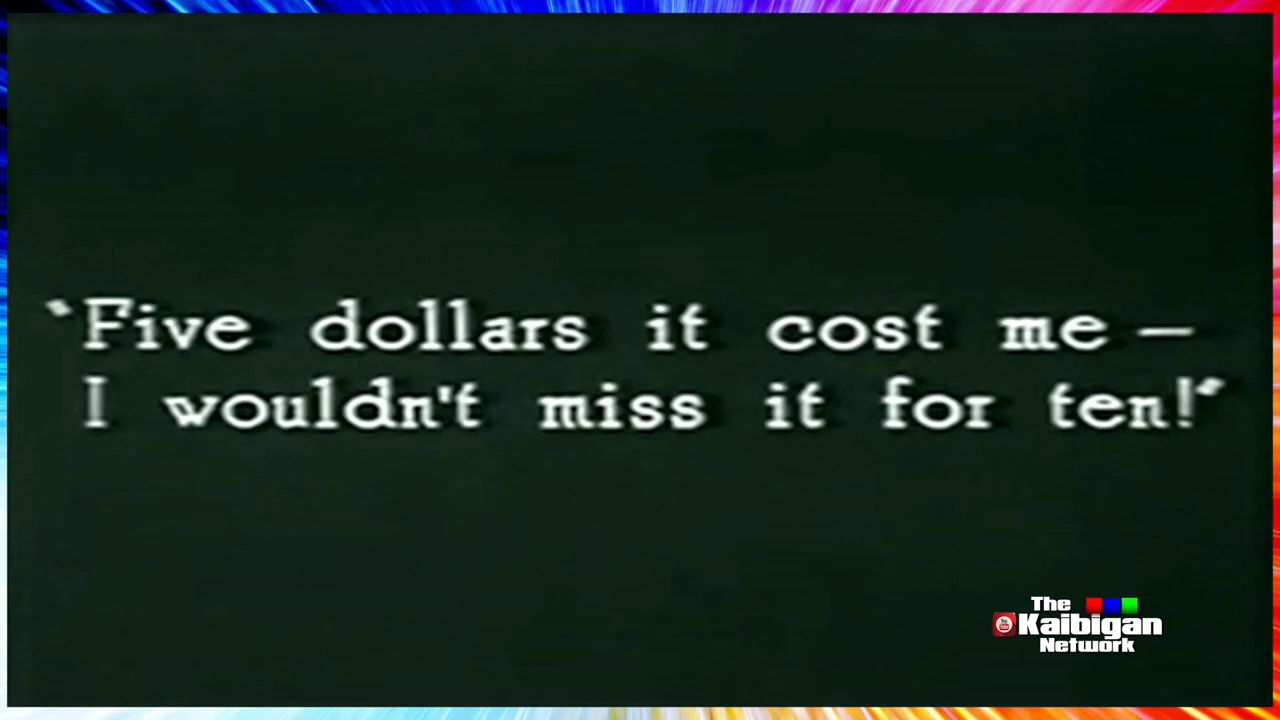 "Five dollars it cost me —
I wouldn't miss it for ten!"
The
Kaibigan
Network